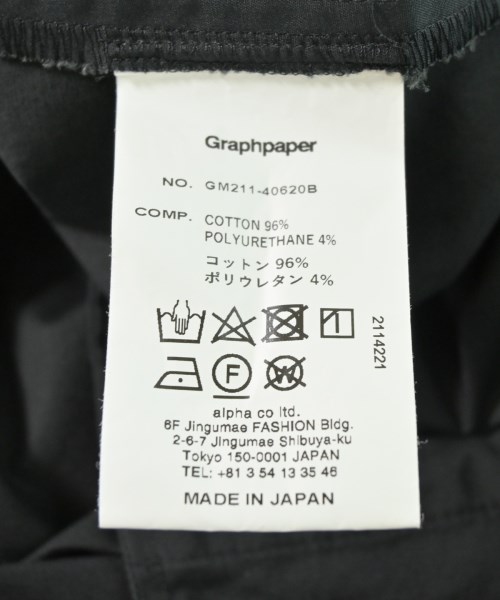 Graphpaper
NO. GM211-40620B
COMP. COTTON 96%
POLYURETHANE 4%
コットン 96%
ポリウレタン 4%
2114221
F
W
alpha co ltd.
6F Jingumae FASHION Bldg.
2-6-7 Jingumae Shibuya-ku
Tokyo 150-0001 JAPAN
TEL: +81 3 54 13 35 46
MADE IN JAPAN